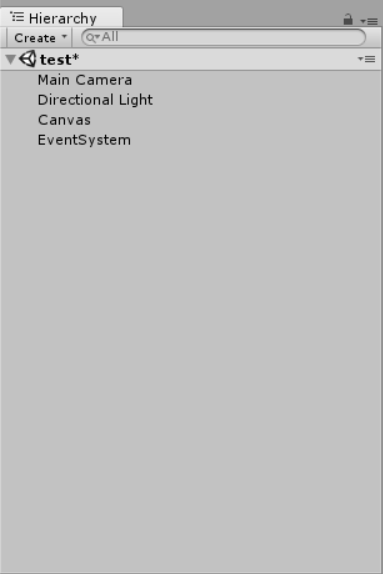 Hierarchy
Create All
test*
Main Camera
Directional Light
Canvas
EventSystem